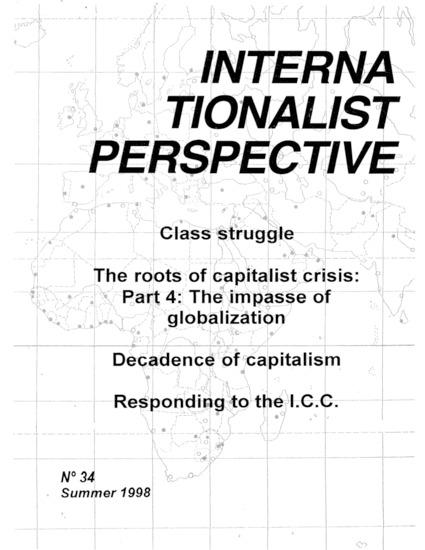 INTERNA
TIONALIST
PERSPECTIVE
Class struggle
The roots of capitalist crisis:
Part 4: The impasse of
globalization
Decadence of capitalism
Responding to the I.C.C.
Nº 34
Summer 1998